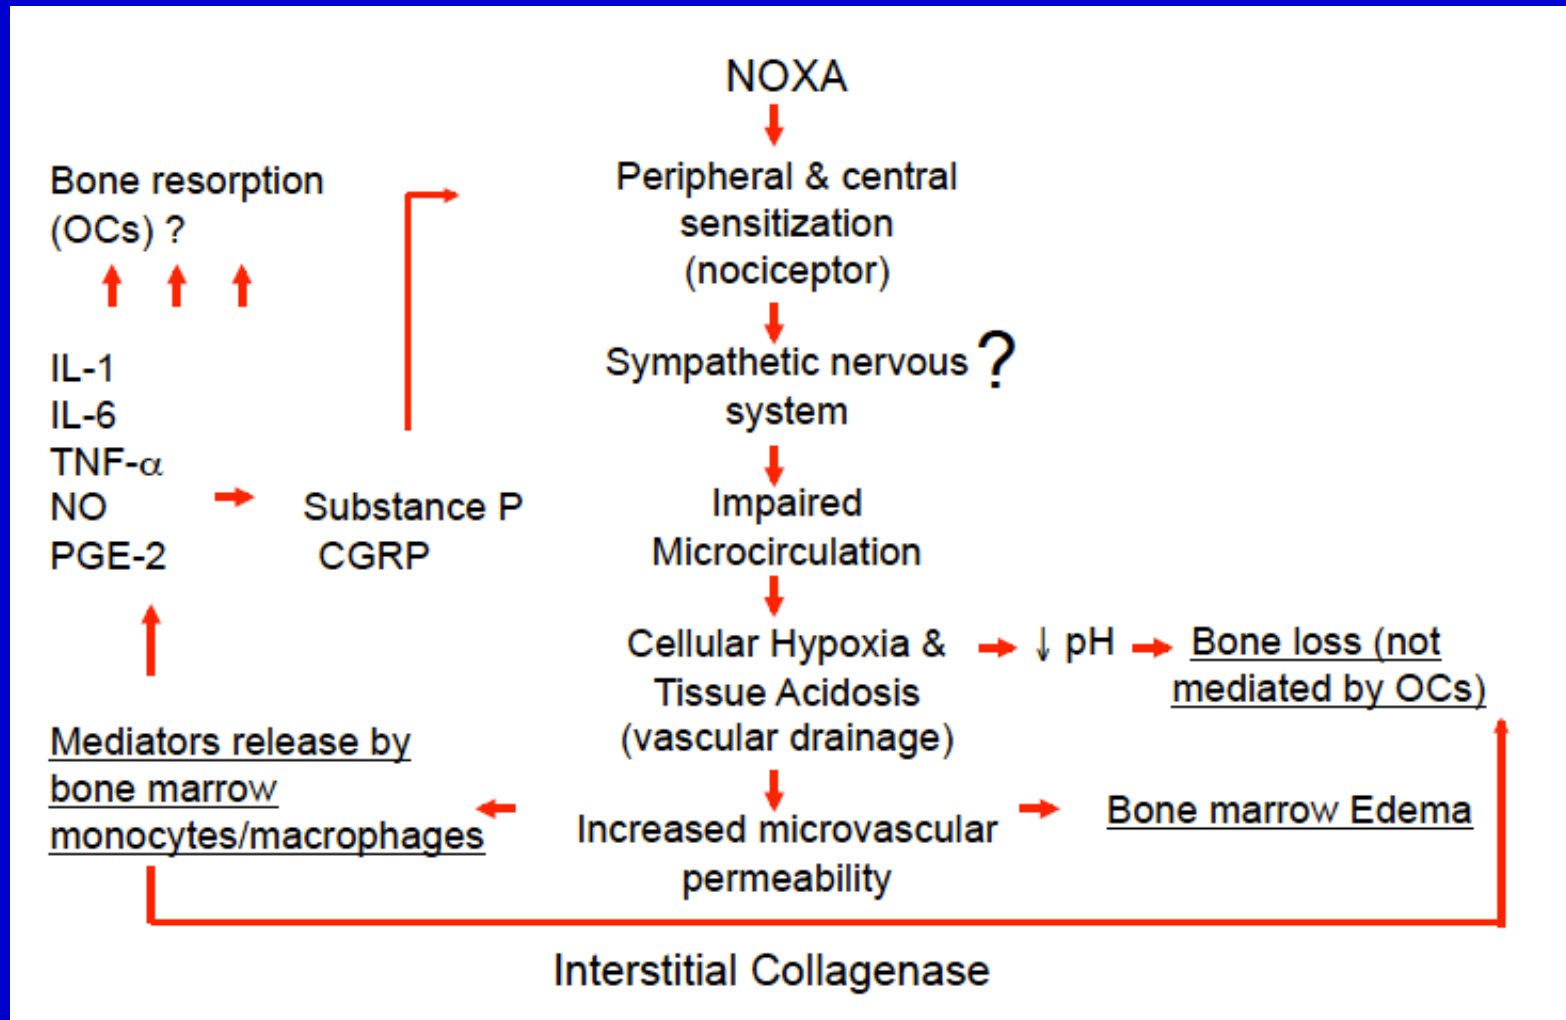 NOXA
Peripheral & central
sensitization
(nociceptor)
Sympathetic nervous ?
system
Impaired
Microcirculation
Cellular Hypoxia &
Tissue Acidosis
(vascular drainage)
↓ pH
Bone loss (not
mediated by OCs)
Increased microvascular
permeability
Bone marrow Edema
Mediators release by
bone marrow
monocytes/macrophages
IL-1
IL-6
TNF-α
NO
PGE-2
Substance P
CGRP
Bone resorption
(OCs) ?
Interstitial Collagenase